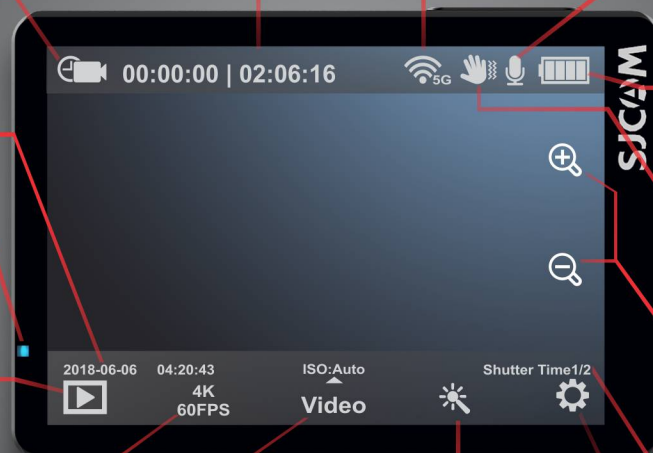 00:00:00 | 02:06:16
5G
SJCAM
2018-06-06 04:20:43 ISO:Auto Shutter Time1/2
4K
60FPS
Video